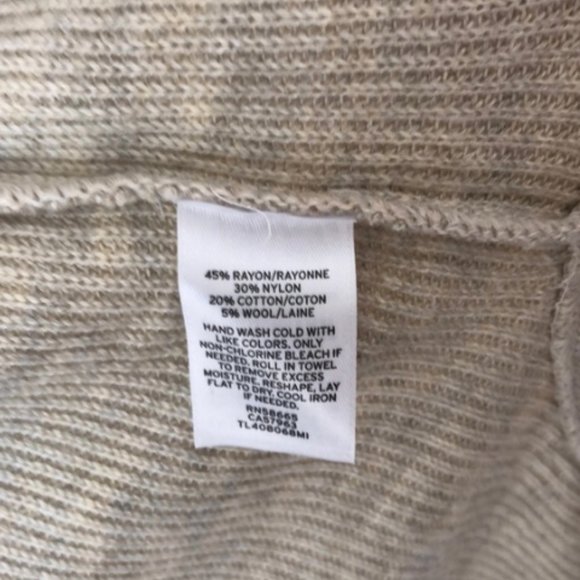 45% RAYON/RAYONNE
30% NYLON
20% COTTON/COTON
5% WOOL/LAINE
HAND WASH COLD WITH
LIKE COLORS. ONLY
NON-CHLORINE BLEACH IF
NEEDED. ROLL IN TOWEL
TO REMOVE EXCESS
MOISTURE. RESHAPE, LAY
FLAT TO DRY. COOL IRON
IF NEEDED.
RN58665
CA57963
TL408068MI